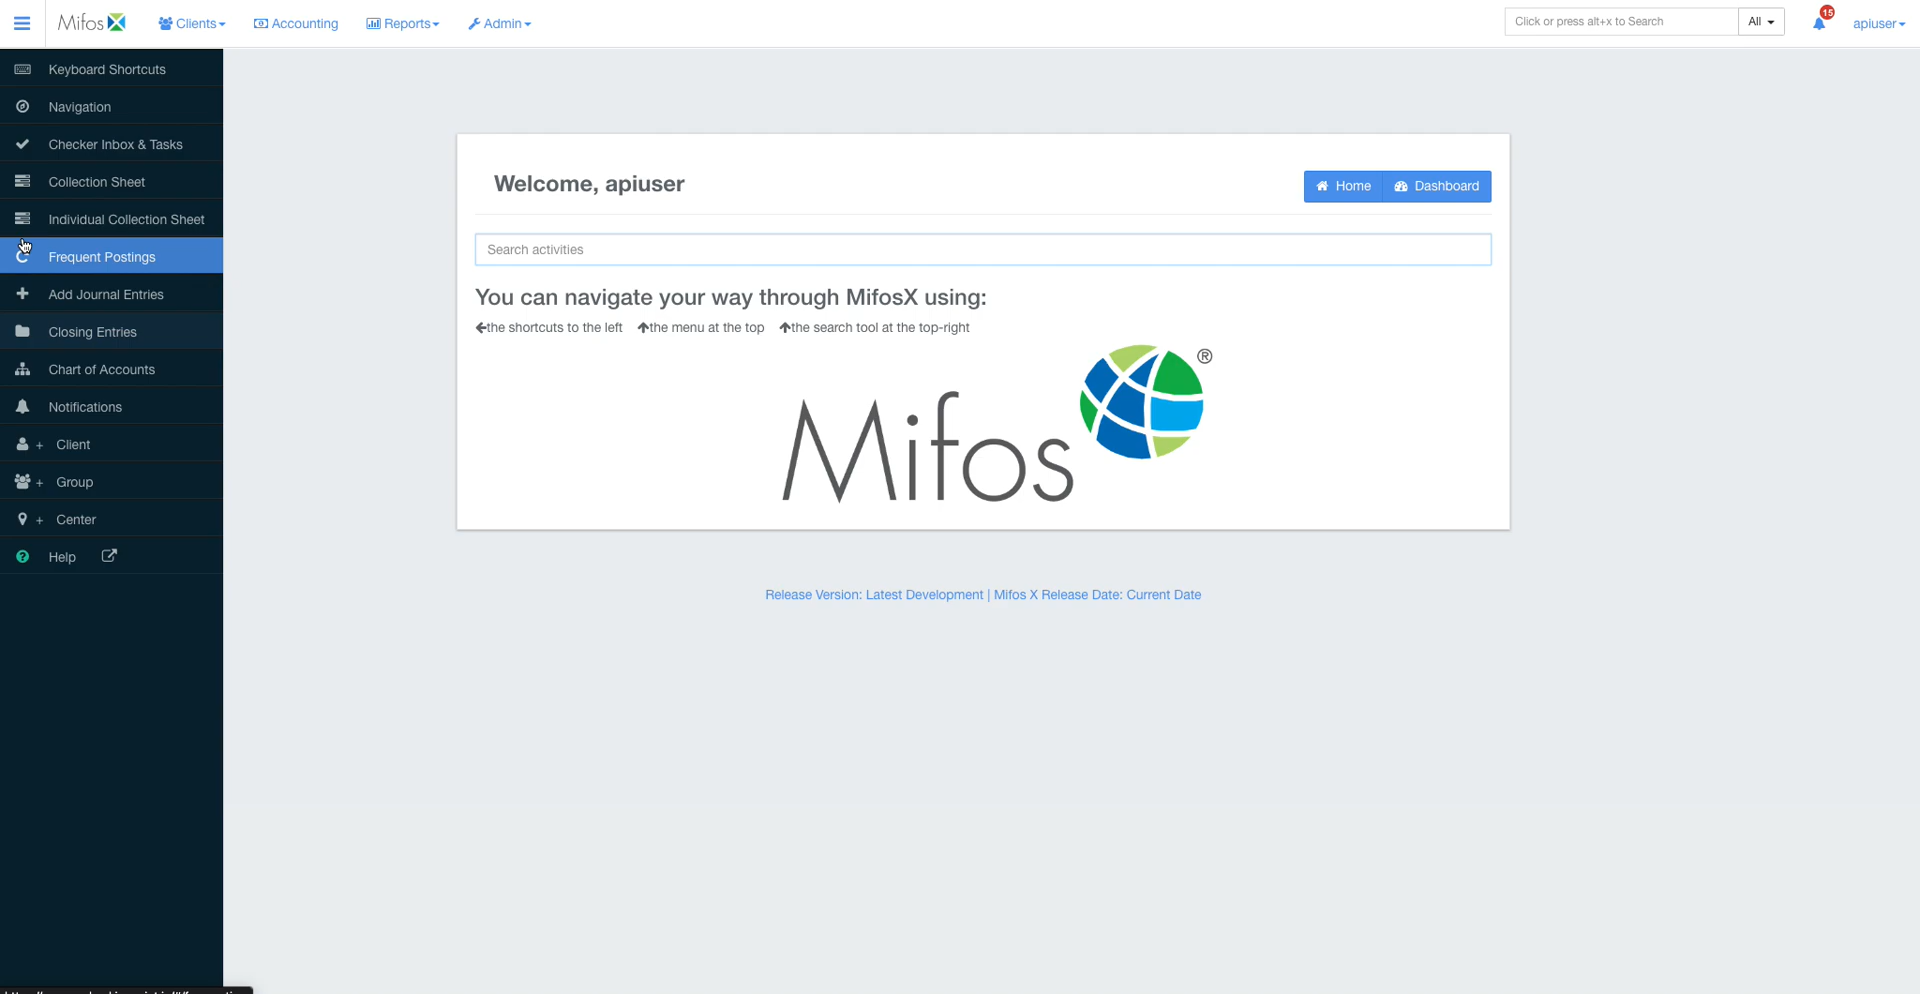 Mifos
Clients
Accounting
Reports
Admin
Click or press alt+x to Search
All
15
apiuser
Keyboard Shortcuts
Navigation
Checker Inbox & Tasks
Collection Sheet
Individual Collection Sheet
Frequent Postings
Add Journal Entries
Closing Entries
Chart of Accounts
Notifications
+ Client
+ Group
+ Center
Help
Welcome, apiuser
Home
Dashboard
Search activities
You can navigate your way through MifosX using:
the shortcuts to the left the menu at the top the search tool at the top-right
Mifos ®
Release Version: Latest Development | Mifos X Release Date: Current Date